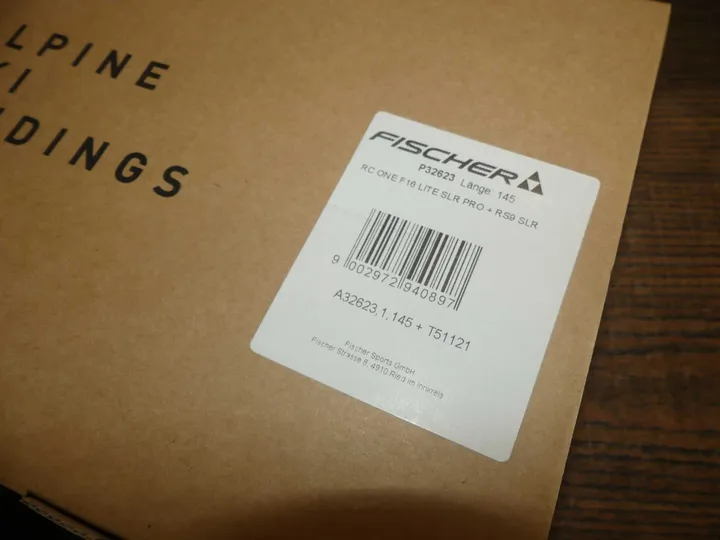 LPINE
KI
DINGS
FISCHER
P32623 Länge: 145
RC ONE F18 LITE SLR PRO + RS9 SLR
9 002972 940897
A32623,1,145 + T51121
Fischer Sports GmbH
Fischer Strasse 8, 4910 Ried im Innkreis